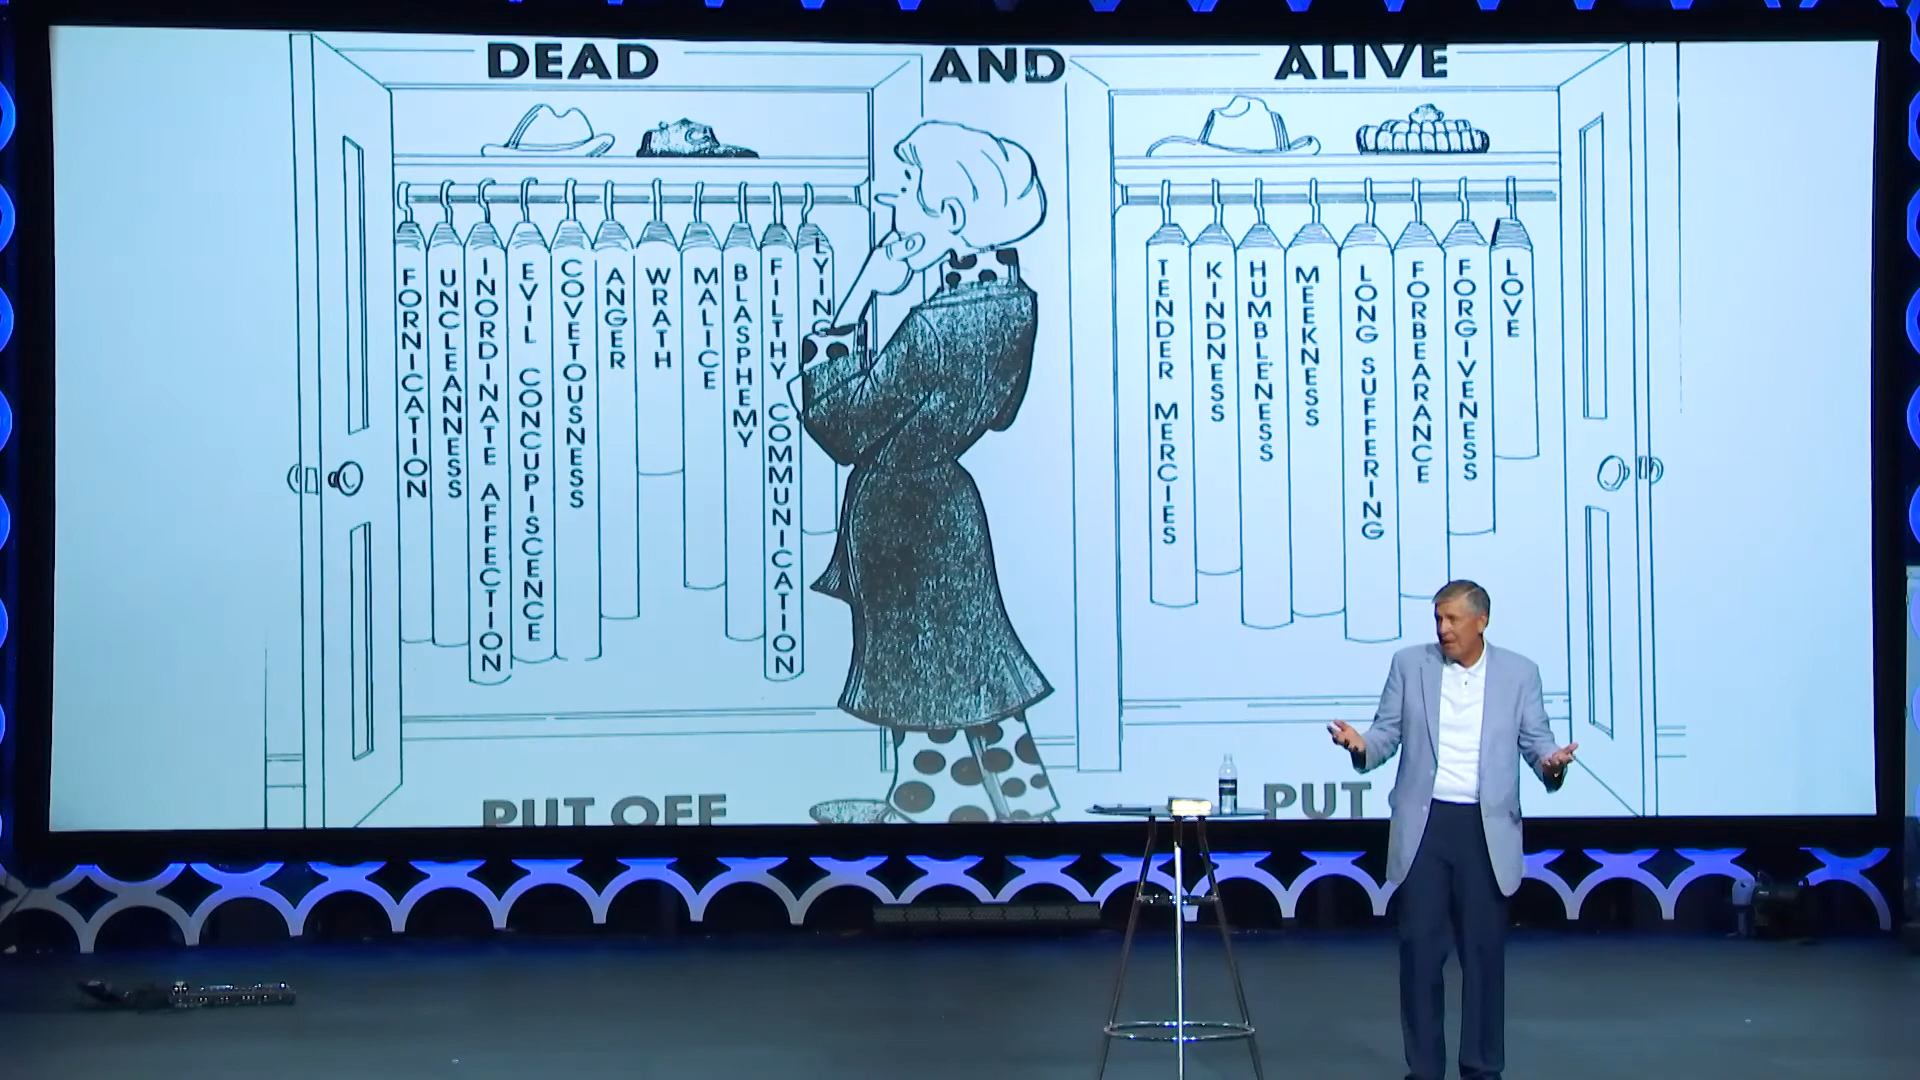 DEAD AND ALIVE
FORNICATION
UNCLEANNESS
INORDINATE AFFECTION
EVIL CONCUPISCENCE
COVETOUSNESS
ANGER
WRATH
MALICE
BLASPHEMY
FILTHY COMMUNICATION
LYING
TENDER MERCIES
KINDNESS
HUMBLENESS
MEEKNESS
LONG SUFFERING
FORBEARANCE
FORGIVENESS
LOVE
PUT OFF
PUT